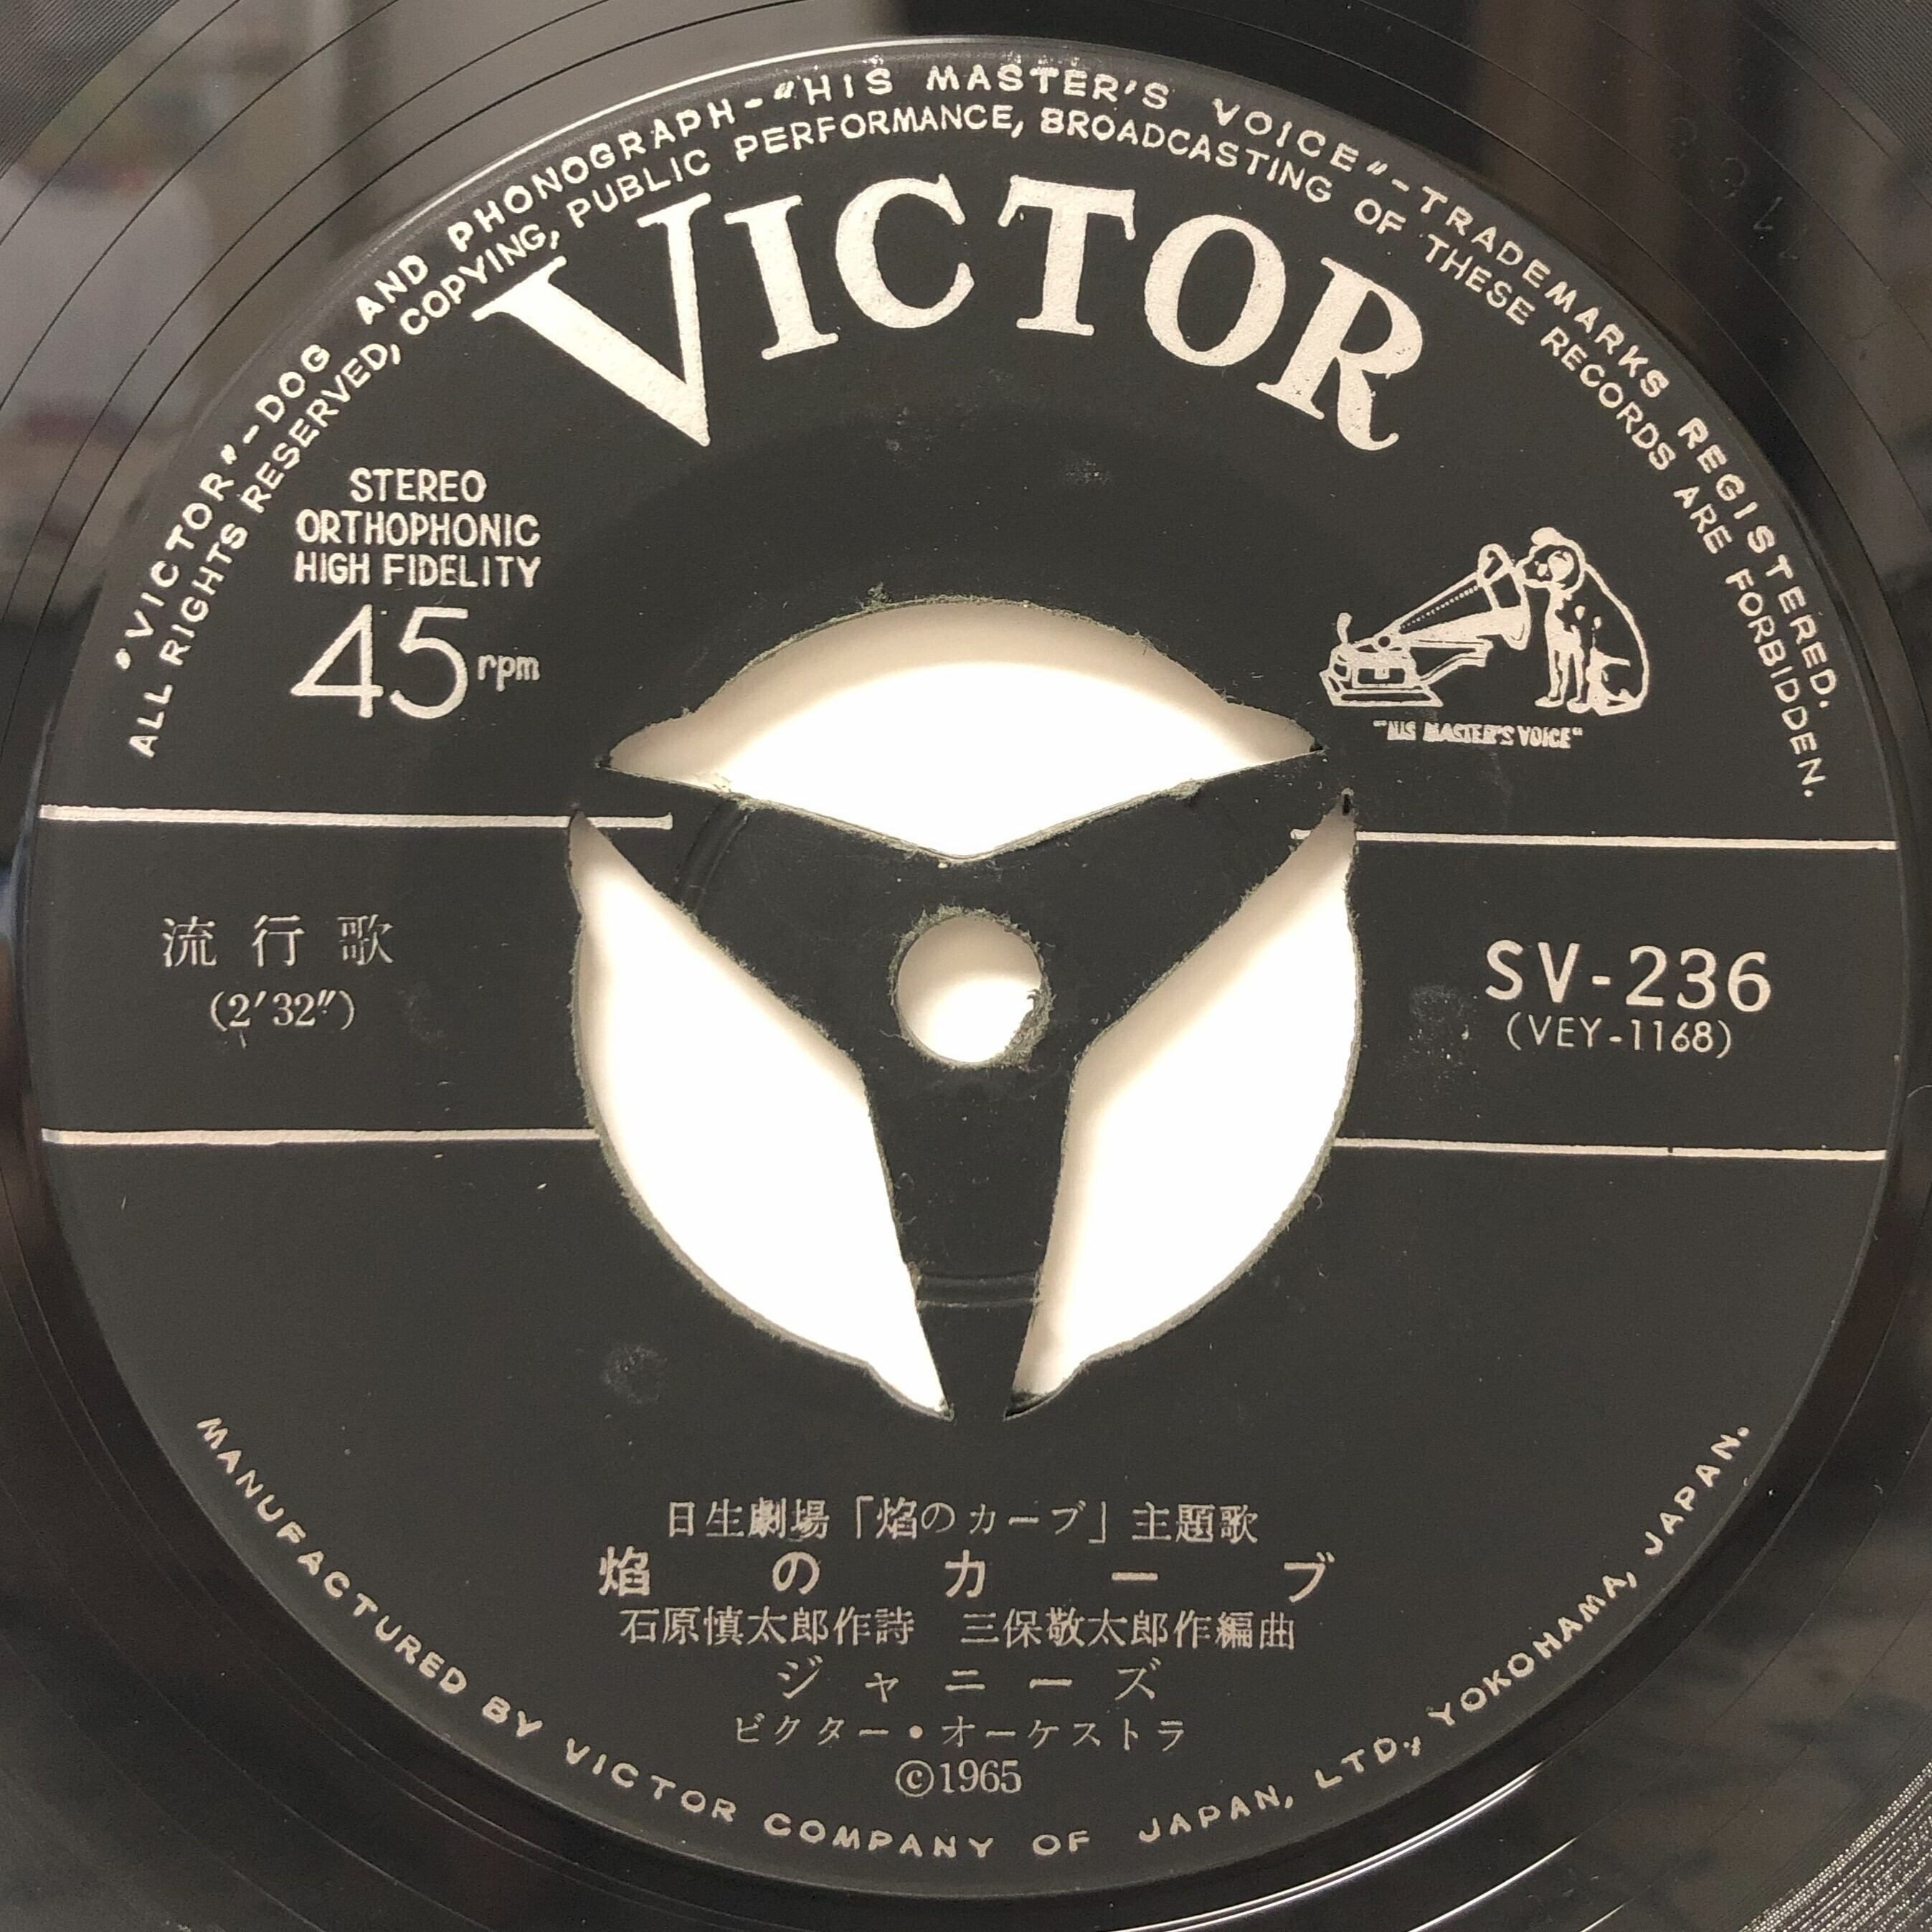 "VICTOR"-DOG AND PHONOGRAPH-"HIS MASTER'S VOICE"-TRADEMARKS REGISTERED.
ALL RIGHTS RESERVED, COPYING, PUBLIC PERFORMANCE, BROADCASTING OF THESE RECORDS ARE FORBIDDEN.
VICTOR
STEREO
ORTHOPHONIC
HIGH FIDELITY
45 rpm
"HIS MASTER'S VOICE"
流行歌
(2′32″)
SV-236
(VEY-1168)
日生劇場「焰のカーブ」主題歌
焰のカーブ
石原慎太郎作詩 三保敬太郎作編曲
ジャニーズ
ビクター・オーケストラ
©1965
MANUFACTURED BY VICTOR COMPANY OF JAPAN, LTD., YOKOHAMA, JAPAN.